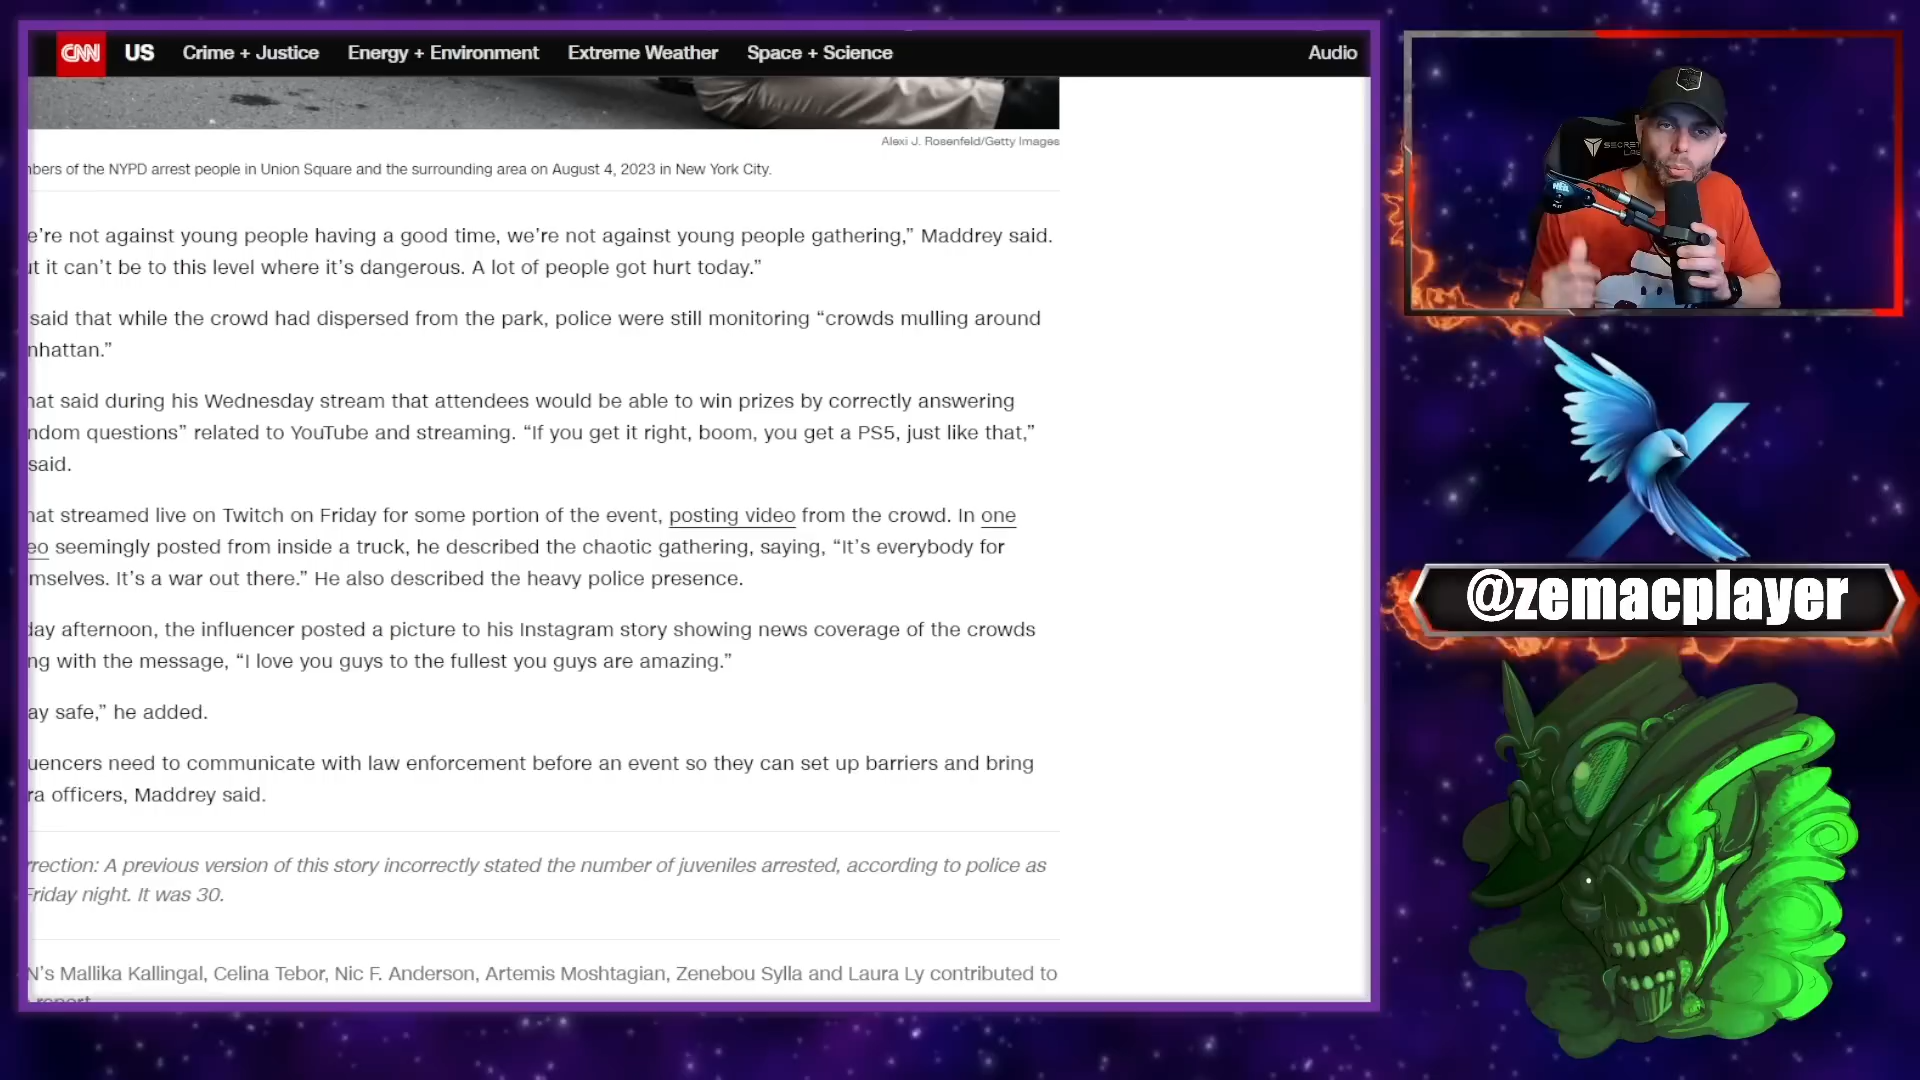 CNN US Crime + Justice Energy + Environment Extreme Weather Space + Science Audio
Alexi J. Rosenfeld/Getty Images
nbers of the NYPD arrest people in Union Square and the surrounding area on August 4, 2023 in New York City.
e’re not against young people having a good time, we’re not against young people gathering,” Maddrey said.
ut it can’t be to this level where it’s dangerous. A lot of people got hurt today.”
said that while the crowd had dispersed from the park, police were still monitoring “crowds mulling around
nhattan.”
nat said during his Wednesday stream that attendees would be able to win prizes by correctly answering
ndom questions” related to YouTube and streaming. “If you get it right, boom, you get a PS5, just like that,”
said.
nat streamed live on Twitch on Friday for some portion of the event, posting video from the crowd. In one
eo seemingly posted from inside a truck, he described the chaotic gathering, saying, “It’s everybody for
mselves. It’s a war out there.” He also described the heavy police presence.
day afternoon, the influencer posted a picture to his Instagram story showing news coverage of the crowds
ng with the message, “I love you guys to the fullest you guys are amazing.”
ay safe,” he added.
uencers need to communicate with law enforcement before an event so they can set up barriers and bring
ra officers, Maddrey said.
rrection: A previous version of this story incorrectly stated the number of juveniles arrested, according to police as
Friday night. It was 30.
N’s Mallika Kallingal, Celina Tebor, Nic F. Anderson, Artemis Moshtagian, Zenebou Sylla and Laura Ly contributed to
report
@zemacplayer